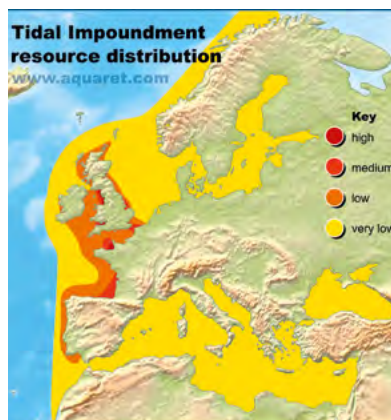 Tidal Impoundment
resource distribution
www.aquaret.com
Key
high
medium
low
very low